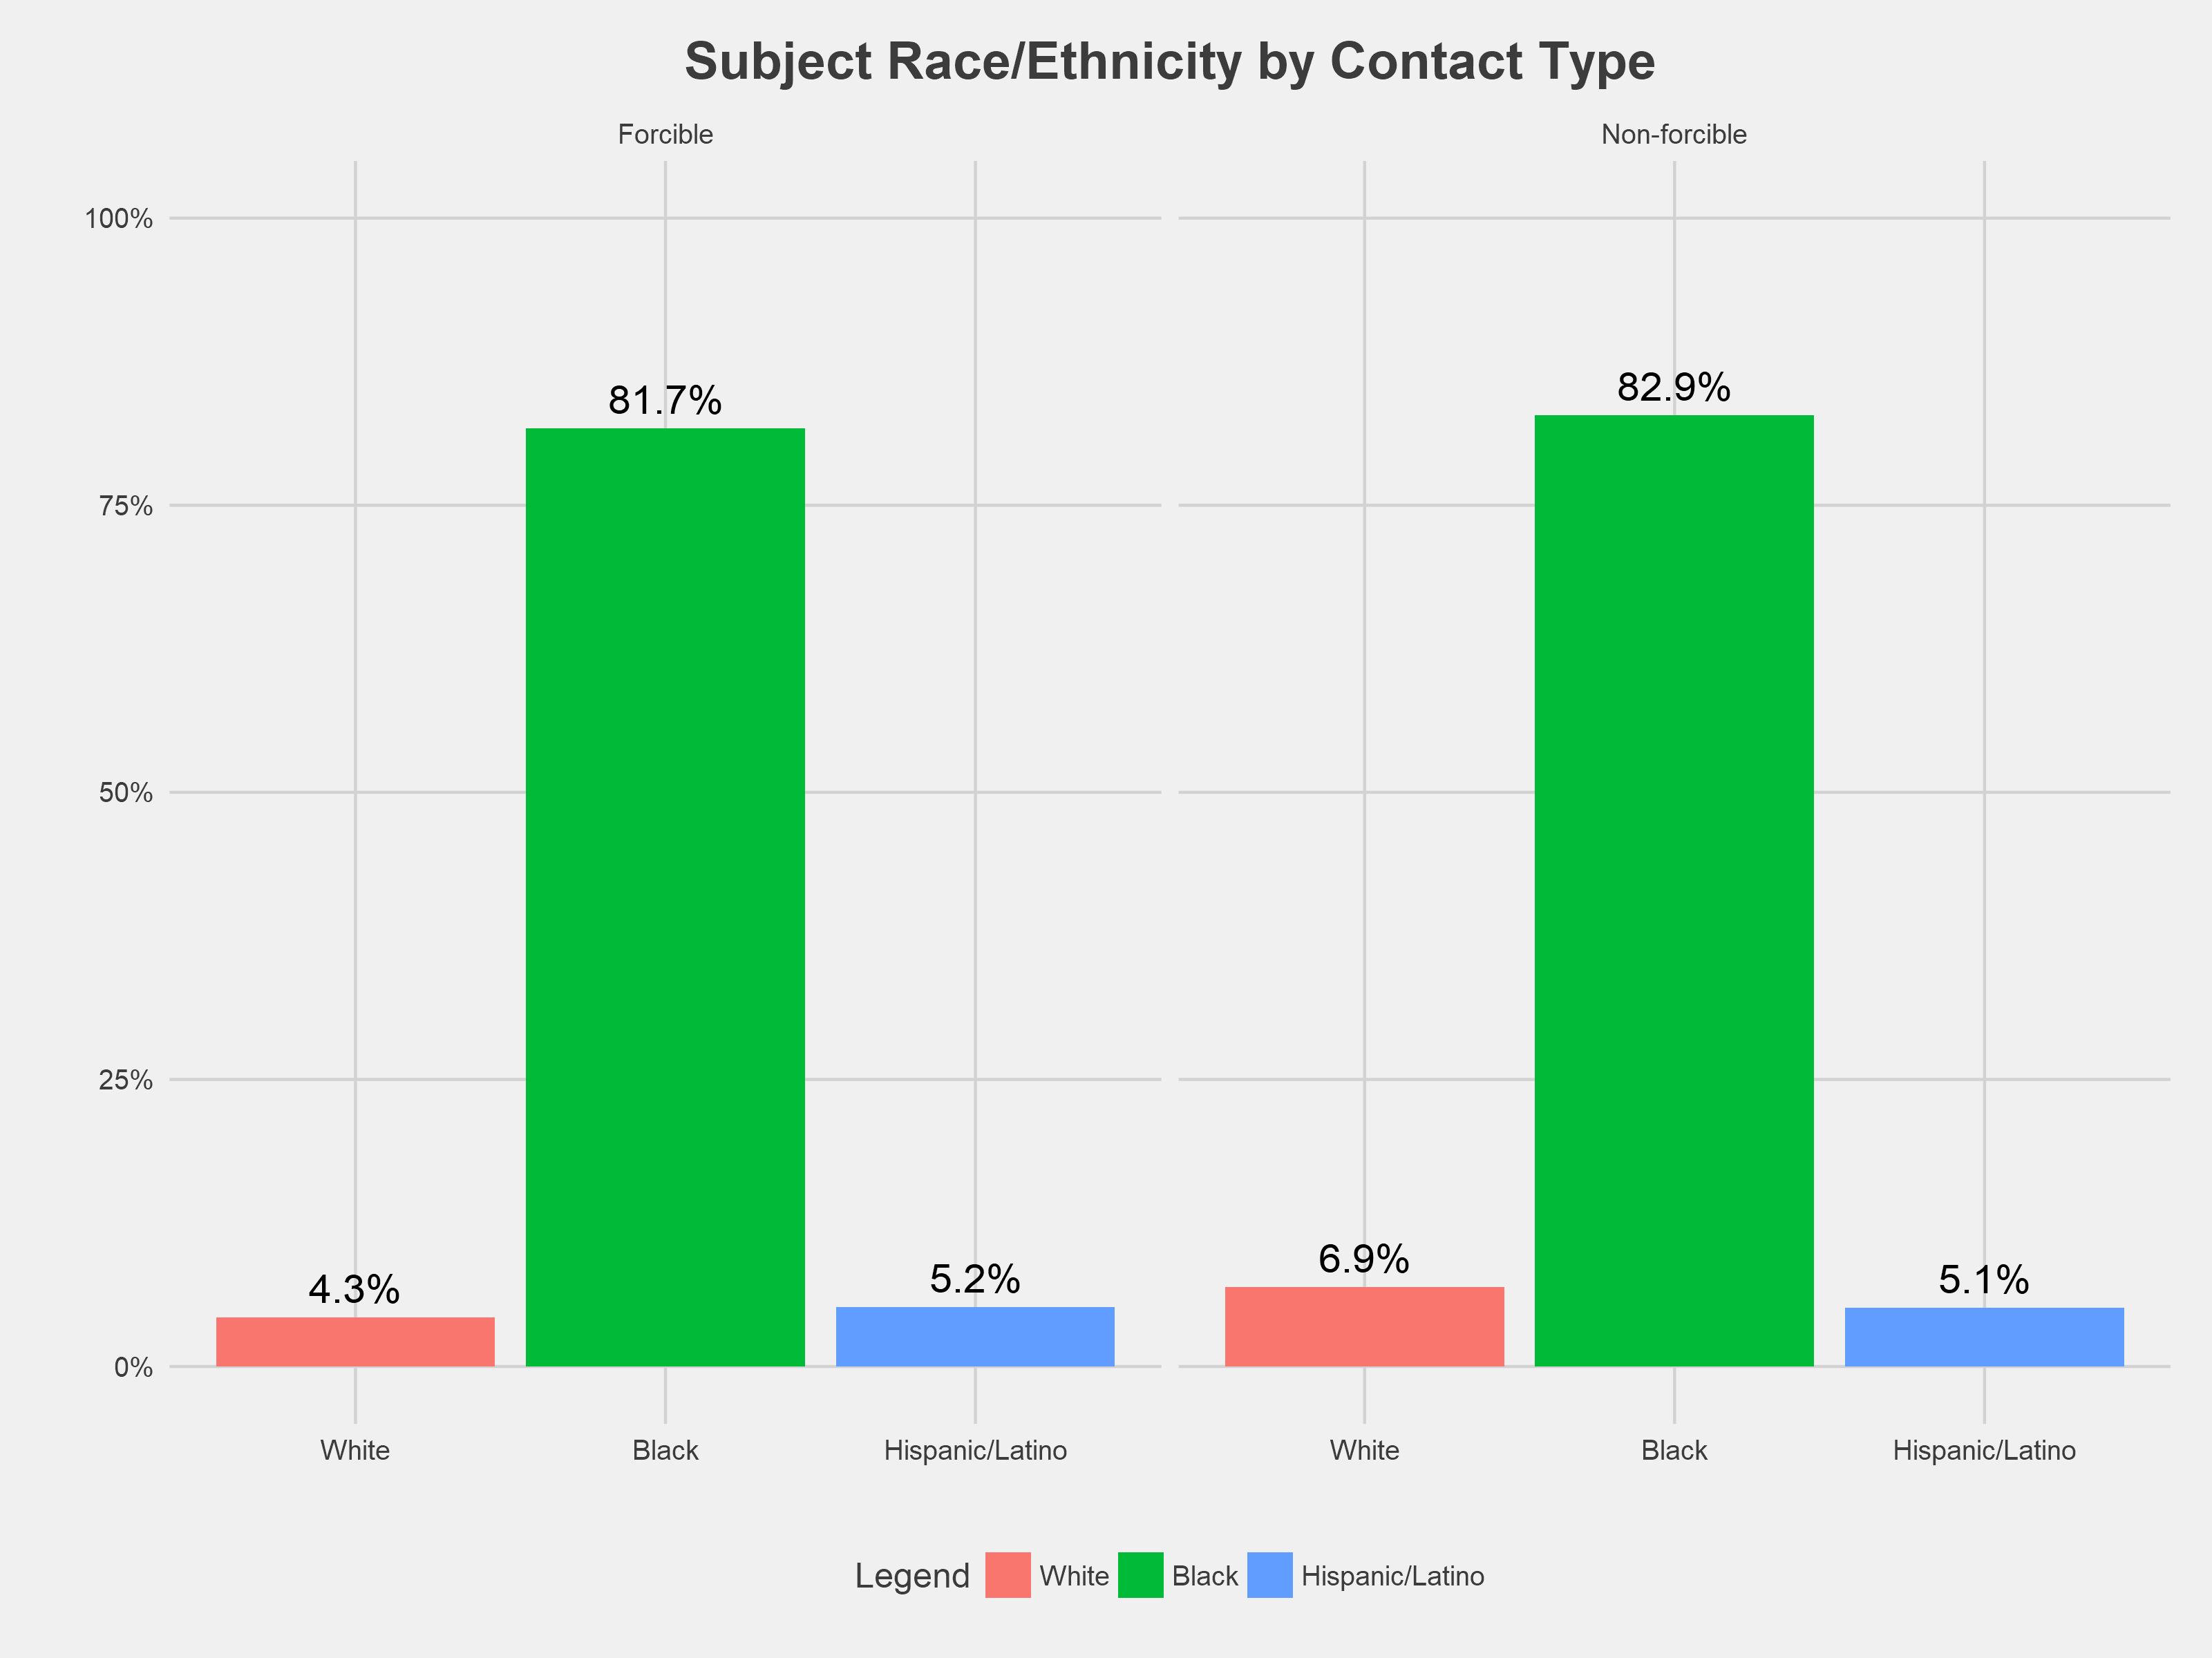 Subject Race/Ethnicity by Contact Type
Forcible
Non-forcible
100%
75%
50%
25%
0%
4.3%
81.7%
5.2%
6.9%
82.9%
5.1%
White
Black
Hispanic/Latino
White
Black
Hispanic/Latino
Legend White Black Hispanic/Latino